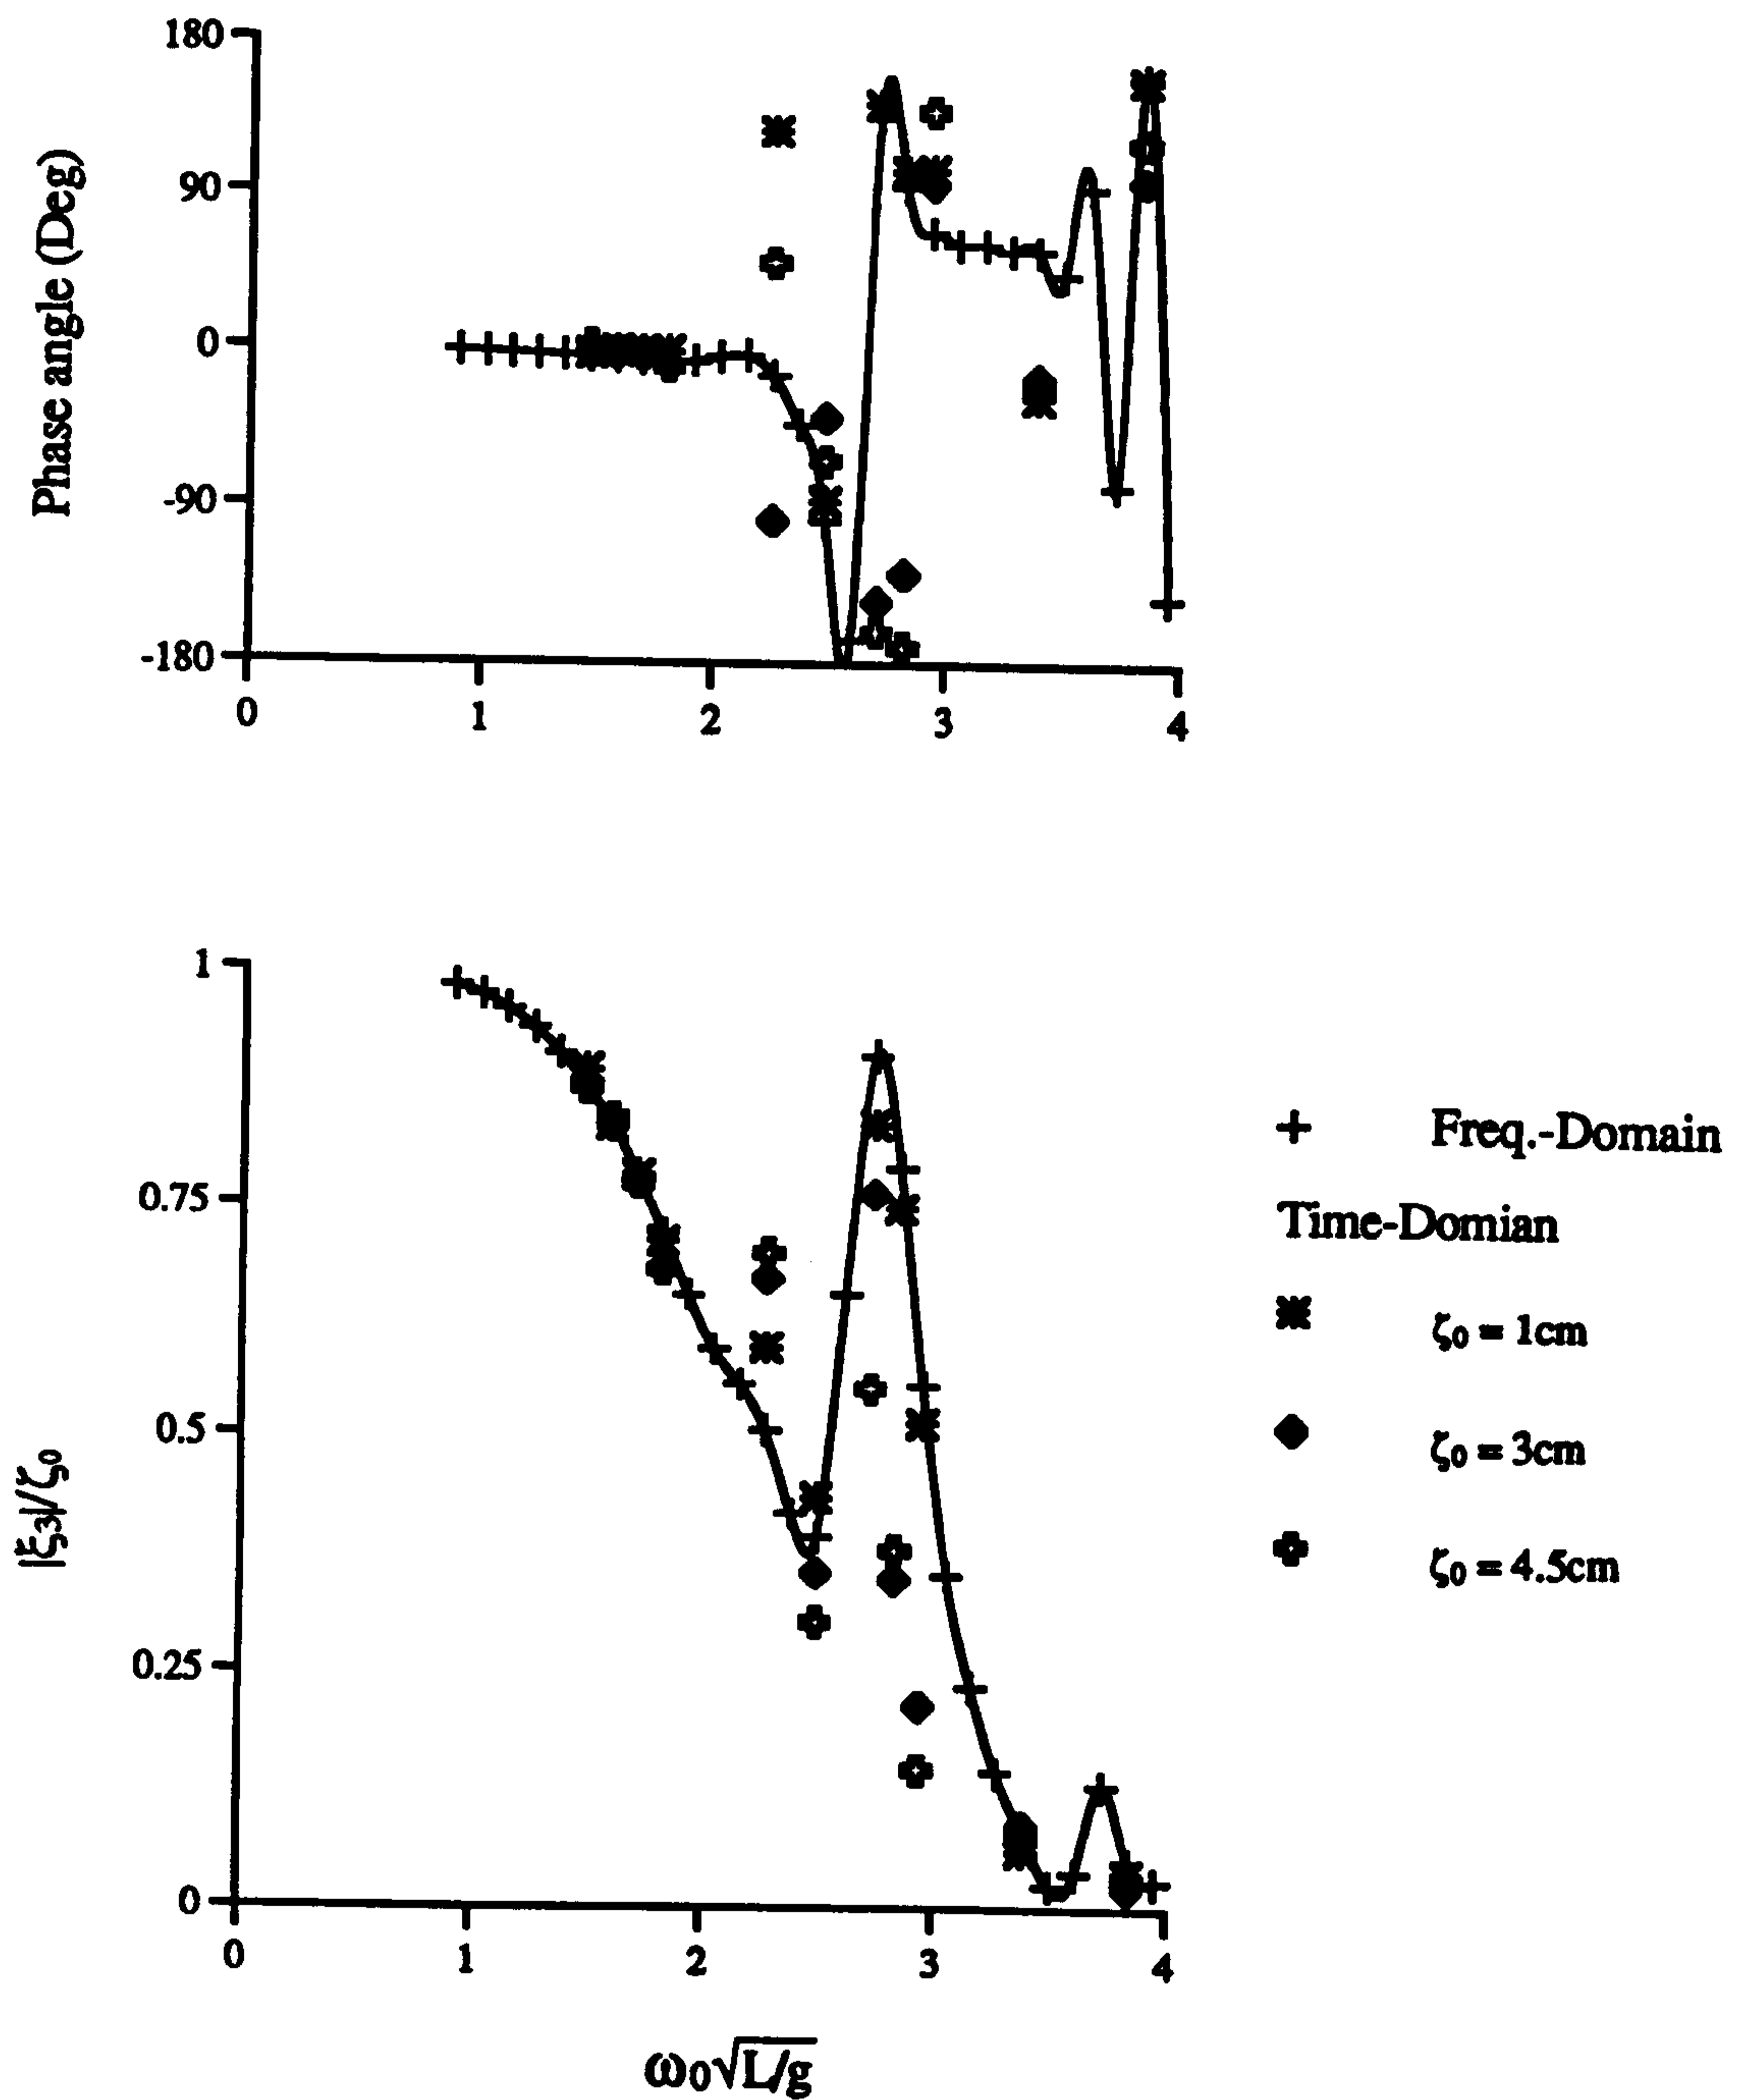 180
90
0
-90
-180
Phase angle (Deg)
0 1 2 3 4
1
0.75
0.5
0.25
0
|ξ3|/ζ0
0 1 2 3 4
ω0√L/g
+ Freq.-Domain
Time-Domian
ζ0 = 1cm
ζ0 = 3cm
ζ0 = 4.5cm